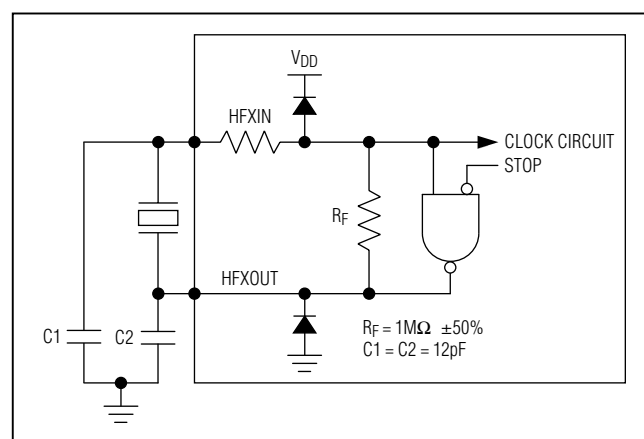 VDD
HFXIN
CLOCK CIRCUIT
STOP
RF
HFXOUT
C1
C2
RF = 1MΩ ±50%
C1 = C2 = 12pF